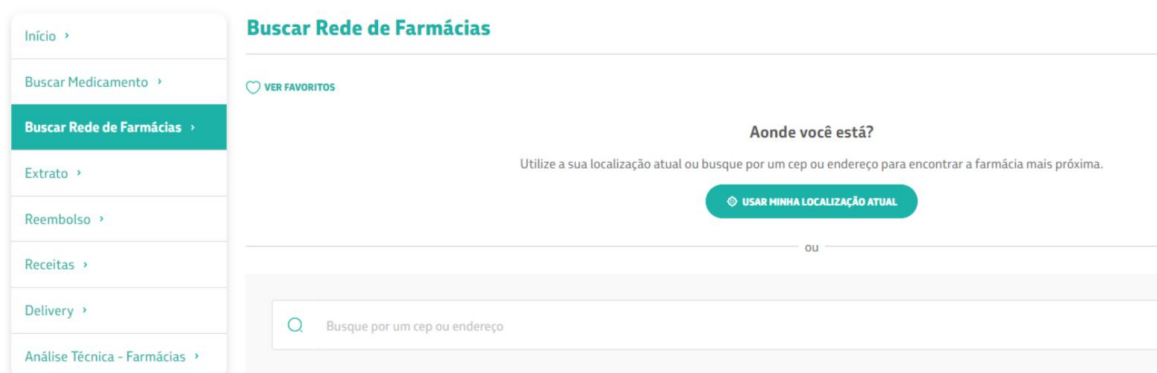 Início
Buscar Medicamento
Buscar Rede de Farmácias
Extrato
Reembolso
Receitas
Delivery
Análise Técnica - Farmácias
Buscar Rede de Farmácias
VER FAVORITOS
Aonde você está?
Utilize a sua localização atual ou busque por um cep ou endereço para encontrar a farmácia mais próxima.
USAR MINHA LOCALIZAÇÃO ATUAL
ou
Busque por um cep ou endereço